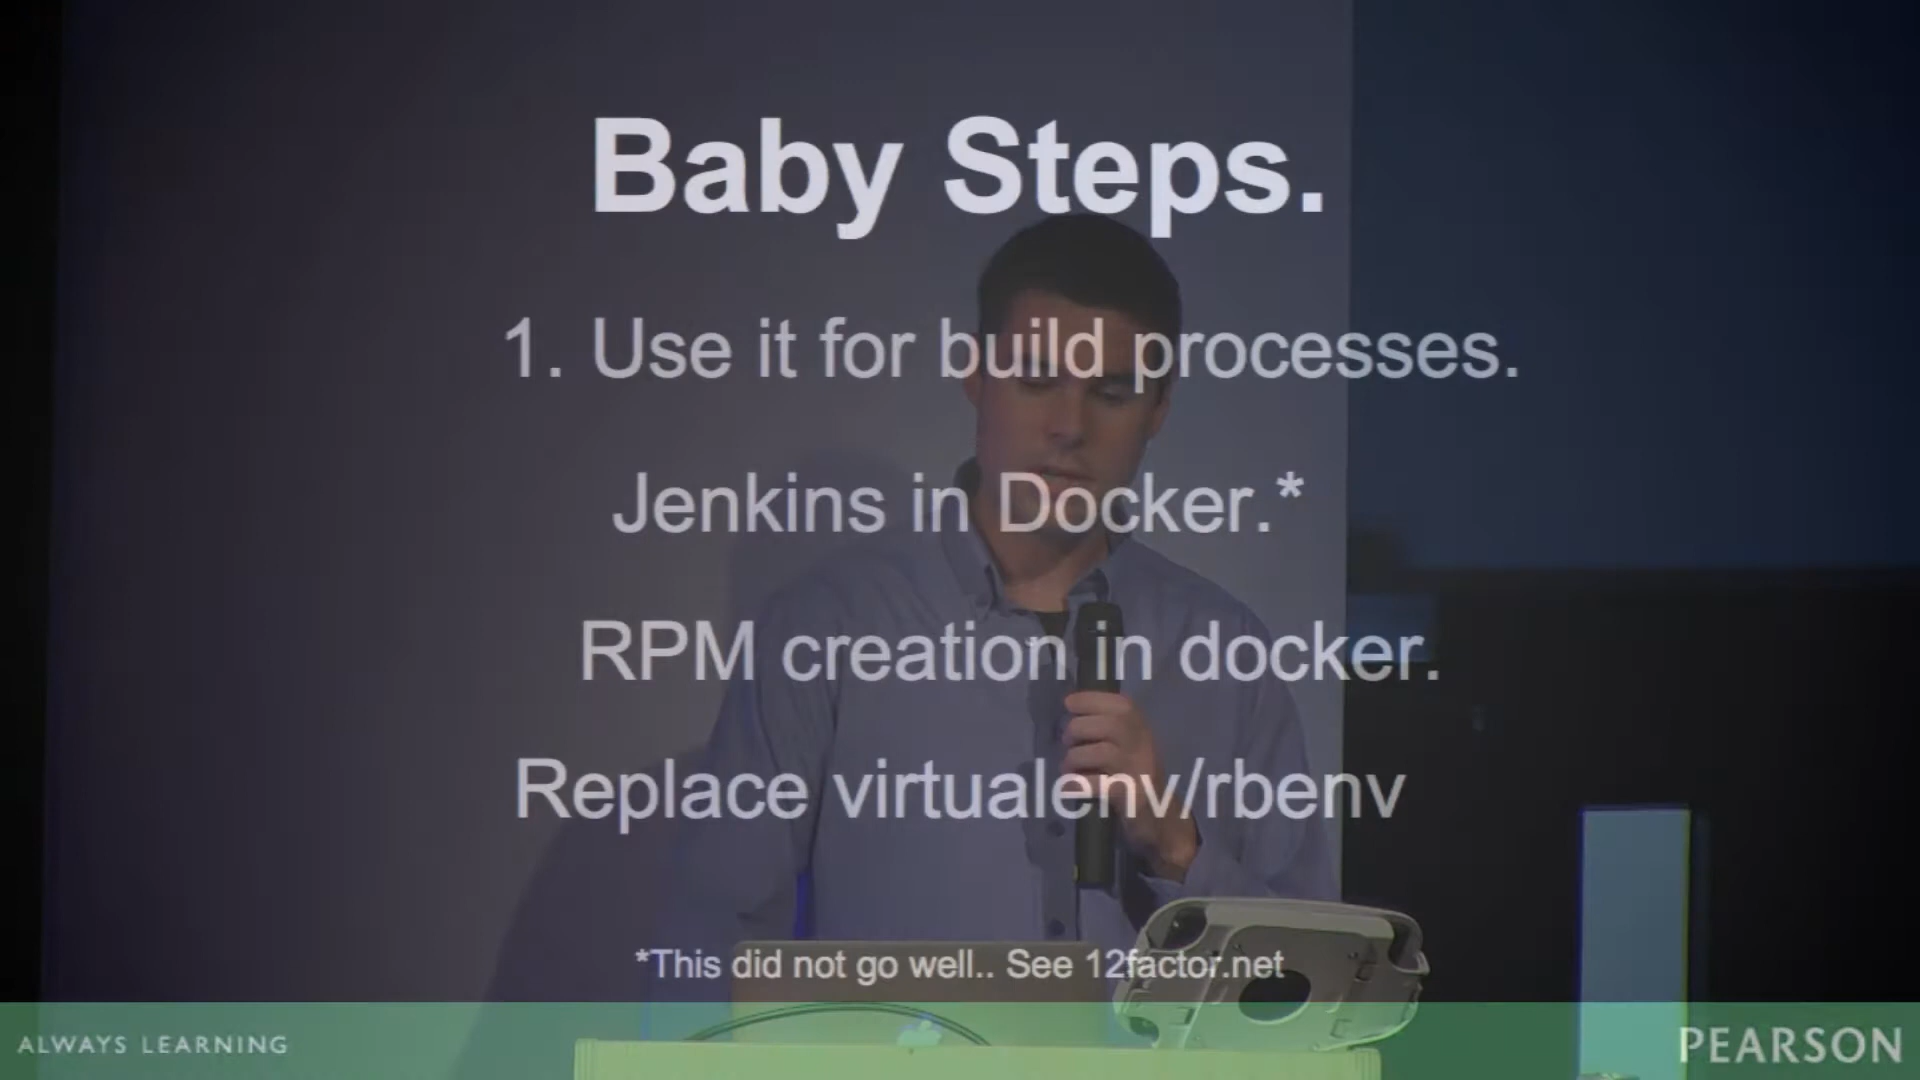 Baby Steps.
1. Use it for build processes.
Jenkins in Docker.*
RPM creation in docker.
Replace virtualenv/rbenv
*This did not go well.. See 12factor.net
ALWAYS LEARNING
PEARSON